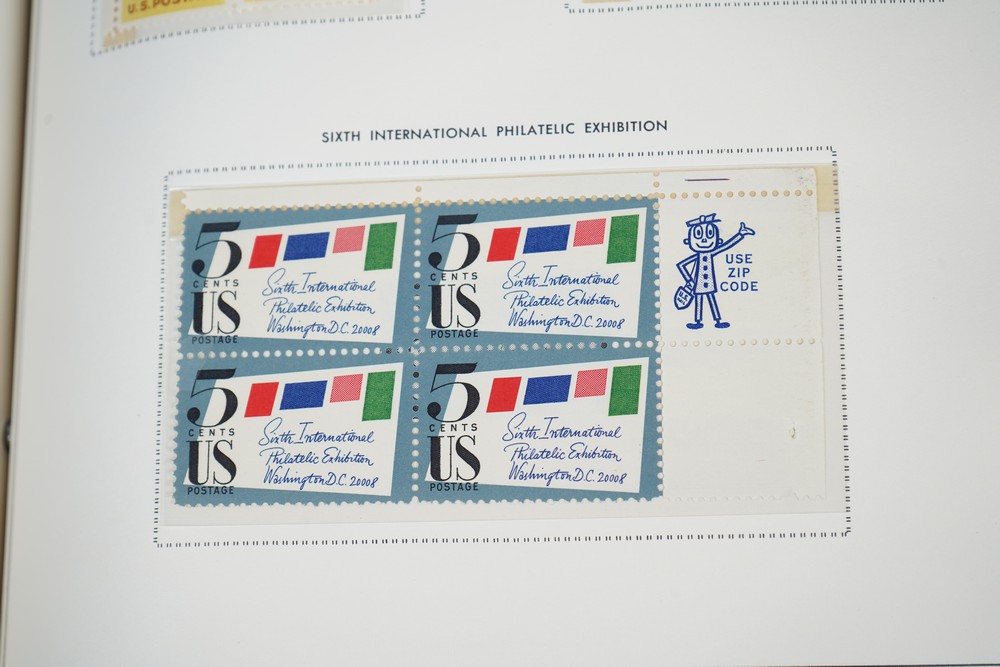 U.S. POST
SIXTH INTERNATIONAL PHILATELIC EXHIBITION
5
CENTS
US
POSTAGE
Sixth International
Philatelic Exhibition
Washington D.C. 20008
5
CENTS
US
POSTAGE
Sixth International
Philatelic Exhibition
Washington D.C. 20008
USE
ZIP
CODE
5
CENTS
US
POSTAGE
Sixth International
Philatelic Exhibition
Washington D.C. 20008
5
CENTS
US
POSTAGE
Sixth International
Philatelic Exhibition
Washington D.C. 20008